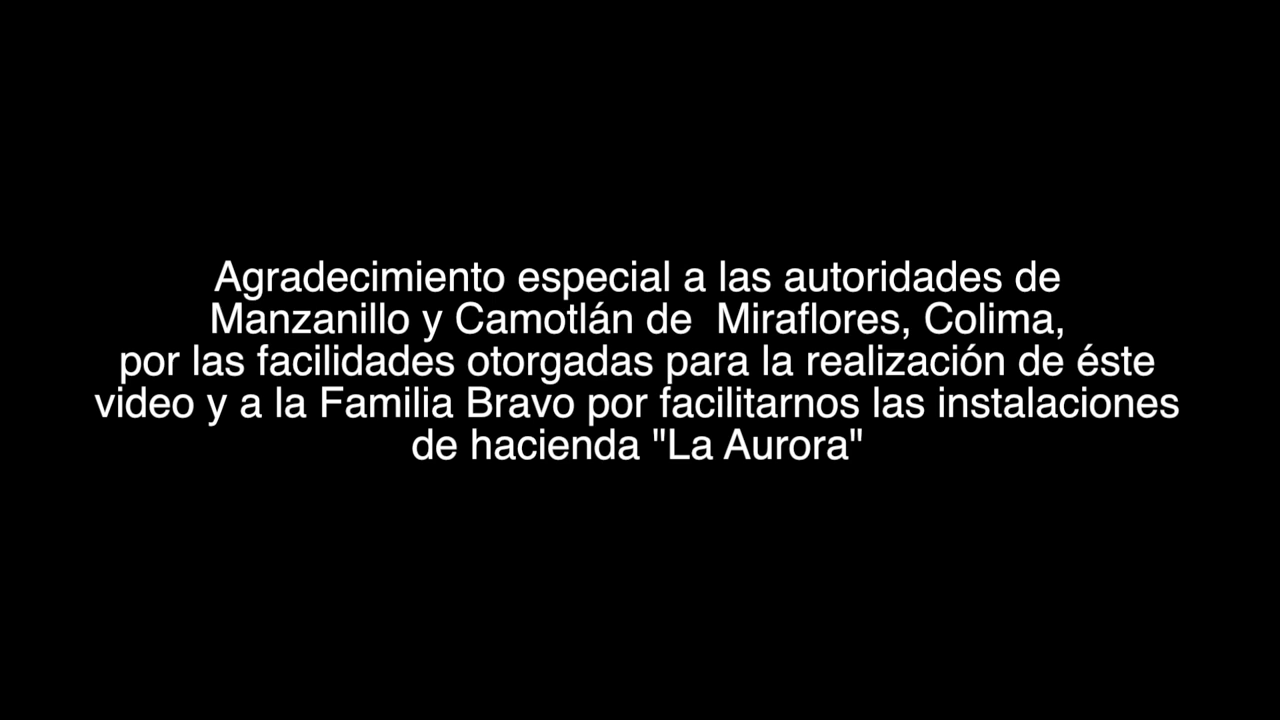 Agradecimiento especial a las autoridades de
Manzanillo y Camotlán de  Miraflores, Colima,
por las facilidades otorgadas para la realización de éste
video y a la Familia Bravo por facilitarnos las instalaciones
de hacienda "La Aurora"